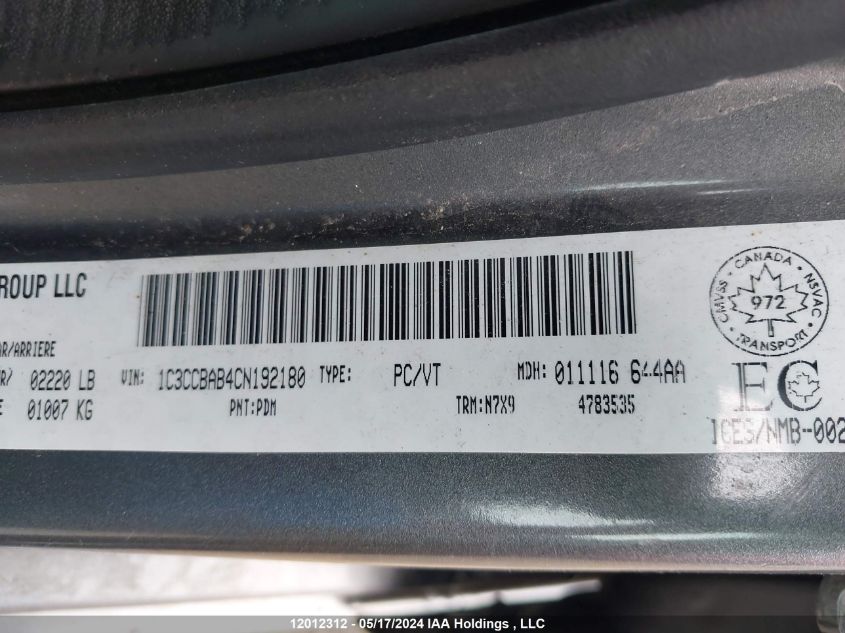 ROUP LLC
AR/ARRIERE
R/ 02220 LB VIN: 1C3CCBAB4CN192180 TYPE: PC/VT MDH: 011116 644AA
E 01007 KG PNT:PDM TRM:N7X9 4783535
CANADA
CMVSS 972 NSVAC
TRANSPORT
EC
ICES/NMB-002
12012312 - 05/17/2024 IAA Holdings , LLC